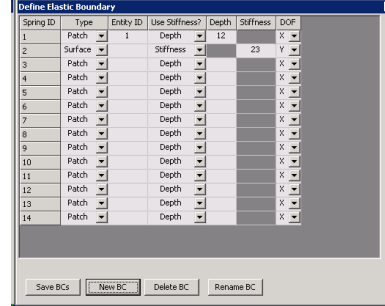 Define Elastic Boundary
Spring ID Type Entity ID Use Stiffness? Depth Stiffness DOF
1 Patch 1 Depth 12 X
2 Surface Stiffness 23 Y
3 Patch Depth X
4 Patch Depth X
5 Patch Depth X
6 Patch Depth X
7 Patch Depth X
8 Patch Depth X
9 Patch Depth X
10 Patch Depth X
11 Patch Depth X
12 Patch Depth X
13 Patch Depth X
14 Patch Depth X
Save BCs New BC Delete BC Rename BC